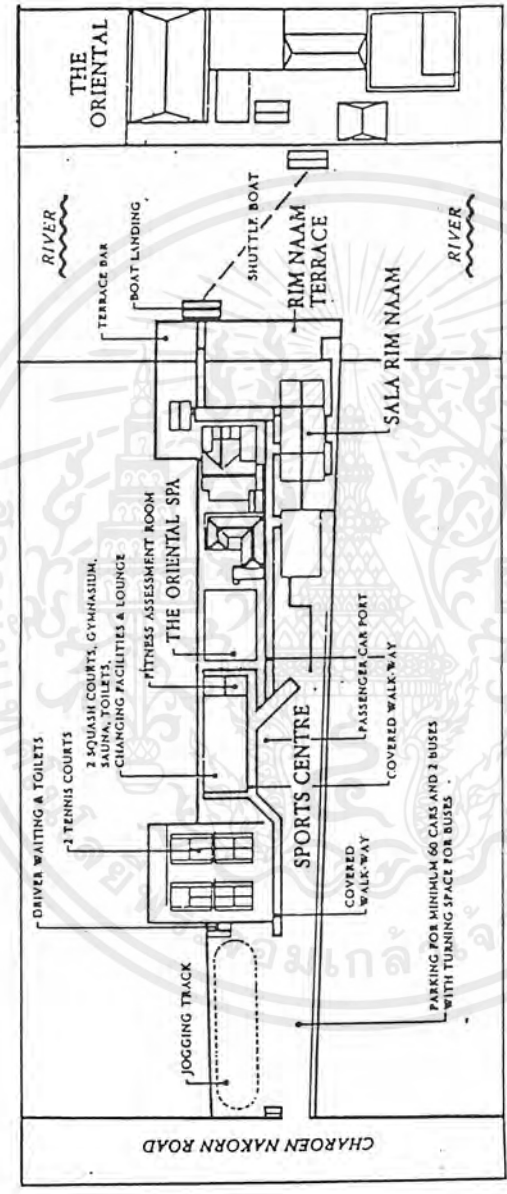 THE
ORIENTAL
RIVER
RIVER
SHUTTLE BOAT
TERRACE BAR
BOAT LANDING
RIM NAAM
TERRACE
SALA RIM NAAM
DRIVER WAITING & TOILETS
2 TENNIS COURTS
2 SQUASH COURTS, GYMNASIUM,
SAUNA, TOILETS,
CHANGING FACILITIES & LOUNGE
FITNESS ASSESSMENT ROOM
THE ORIENTAL SPA
PASSENGER CAR PORT
COVERED WALK-WAY
SPORTS CENTRE
COVERED
WALK-WAY
JOGGING TRACK
PARKING FOR MINIMUM 60 CARS AND 2 BUSES
WITH TURNING SPACE FOR BUSES
CHAROEN NAKORN ROAD